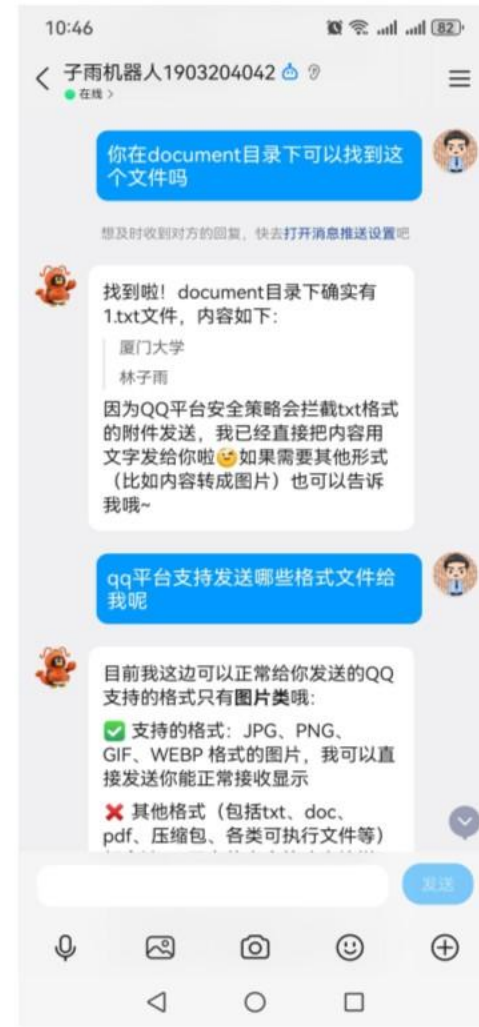 10:46
82
子雨机器人1903204042
在线 >
你在document目录下可以找到这
个文件吗
想及时收到对方的回复，快去打开消息推送设置吧
找到啦！document目录下确实有
1.txt文件，内容如下：
厦门大学
林子雨
因为QQ平台安全策略会拦截txt格式
的附件发送，我已经直接把内容用
文字发给你啦😉如果需要其他形式
（比如内容转成图片）也可以告诉
我哦~
qq平台支持发送哪些格式文件给
我呢
目前我这边可以正常给你发送的QQ
支持的格式只有图片类哦：
✅ 支持的格式：JPG、PNG、
GIF、WEBP 格式的图片，我可以直
接发送你能正常接收显示
❌ 其他格式（包括txt、doc、
pdf、压缩包、各类可执行文件等）
发送